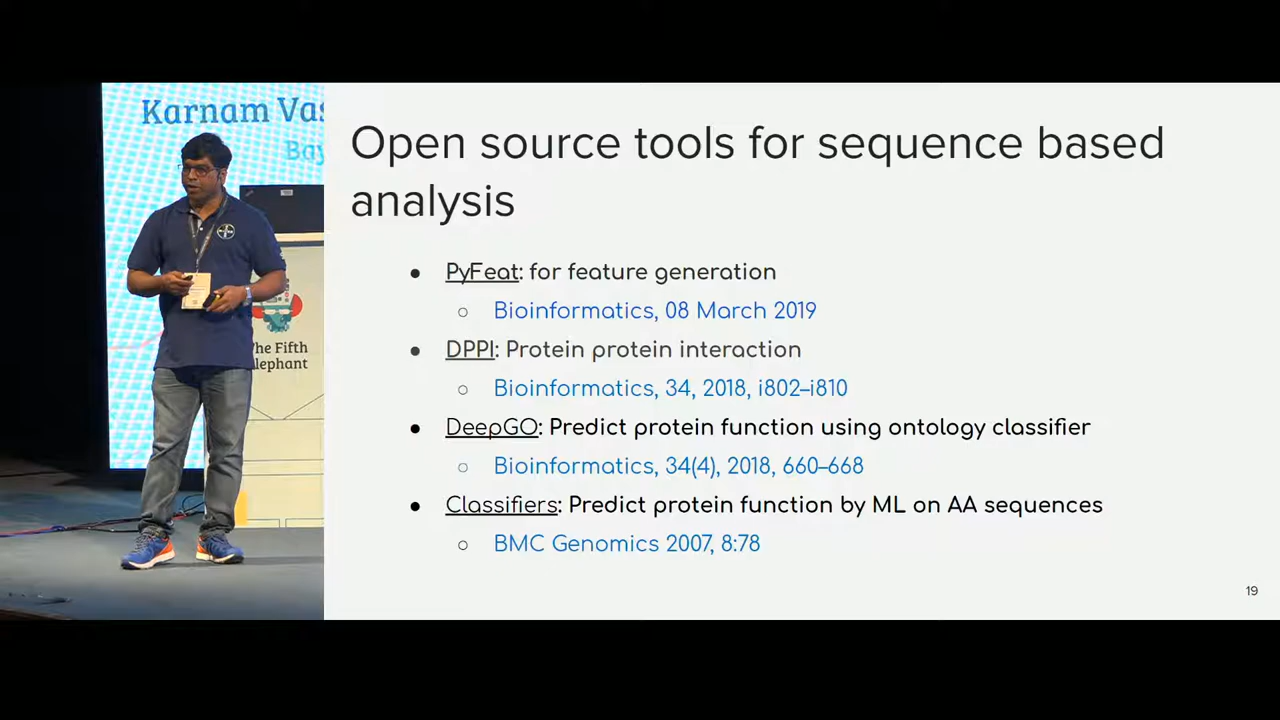 Karnam Vas
Bay
The Fifth
Elephant
Open source tools for sequence based
analysis
● PyFeat: for feature generation
○ Bioinformatics, 08 March 2019
● DPPI: Protein protein interaction
○ Bioinformatics, 34, 2018, i802–i810
● DeepGO: Predict protein function using ontology classifier
○ Bioinformatics, 34(4), 2018, 660–668
● Classifiers: Predict protein function by ML on AA sequences
○ BMC Genomics 2007, 8:78
19